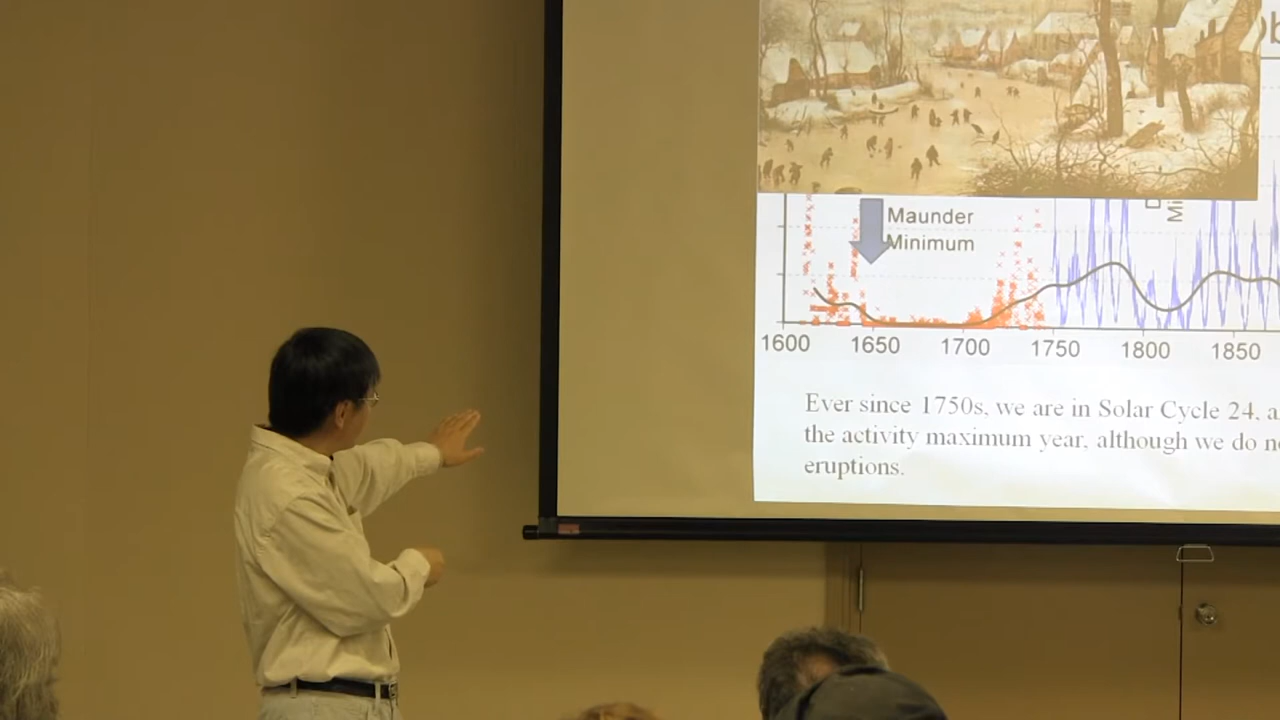 Maunder
Minimum
1600 1650 1700 1750 1800 1850
Ever since 1750s, we are in Solar Cycle 24, a
the activity maximum year, although we do n
eruptions.